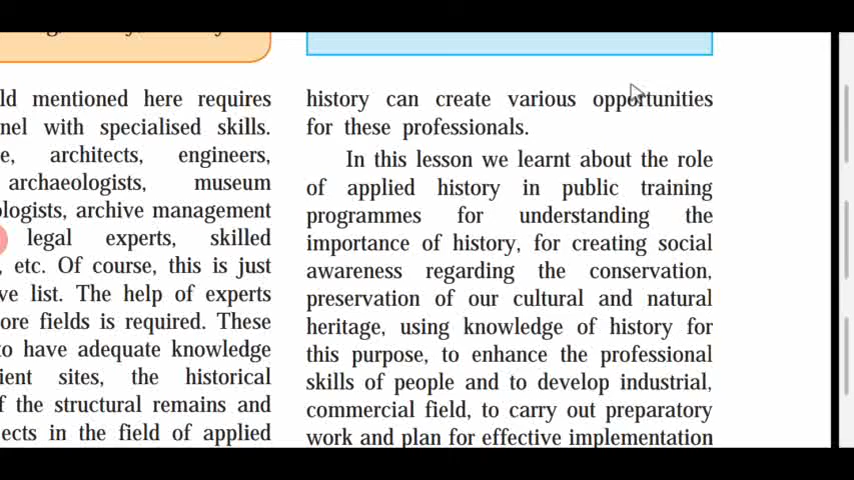 ld mentioned here requires
nel with specialised skills.
e, architects, engineers,
archaeologists, museum
ologists, archive management
legal experts, skilled
, etc. Of course, this is just
ve list. The help of experts
ore fields is required. These
to have adequate knowledge
ient sites, the historical
f the structural remains and
ects in the field of applied
history can create various opportunities
for these professionals.
In this lesson we learnt about the role
of applied history in public training
programmes for understanding the
importance of history, for creating social
awareness regarding the conservation,
preservation of our cultural and natural
heritage, using knowledge of history for
this purpose, to enhance the professional
skills of people and to develop industrial,
commercial field, to carry out preparatory
work and plan for effective implementation